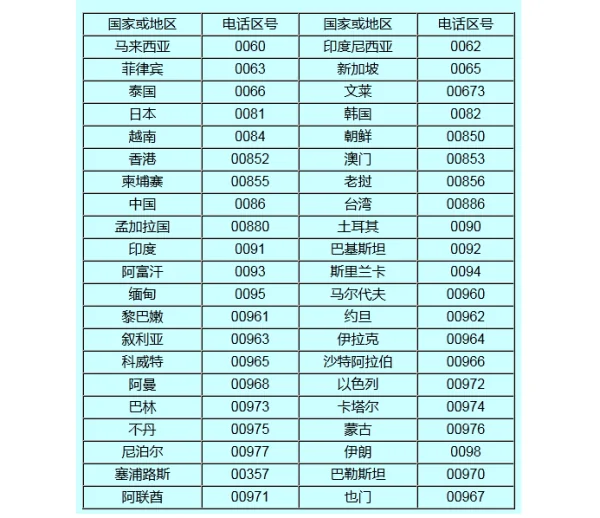 国家或地区 电话区号 国家或地区 电话区号
马来西亚 0060 印度尼西亚 0062
菲律宾 0063 新加坡 0065
泰国 0066 文莱 00673
日本 0081 韩国 0082
越南 0084 朝鲜 00850
香港 00852 澳门 00853
柬埔寨 00855 老挝 00856
中国 0086 台湾 00886
孟加拉国 00880 土耳其 0090
印度 0091 巴基斯坦 0092
阿富汗 0093 斯里兰卡 0094
缅甸 0095 马尔代夫 00960
黎巴嫩 00961 约旦 00962
叙利亚 00963 伊拉克 00964
科威特 00965 沙特阿拉伯 00966
阿曼 00968 以色列 00972
巴林 00973 卡塔尔 00974
不丹 00975 蒙古 00976
尼泊尔 00977 伊朗 0098
塞浦路斯 00357 巴勒斯坦 00970
阿联酋 00971 也门 00967